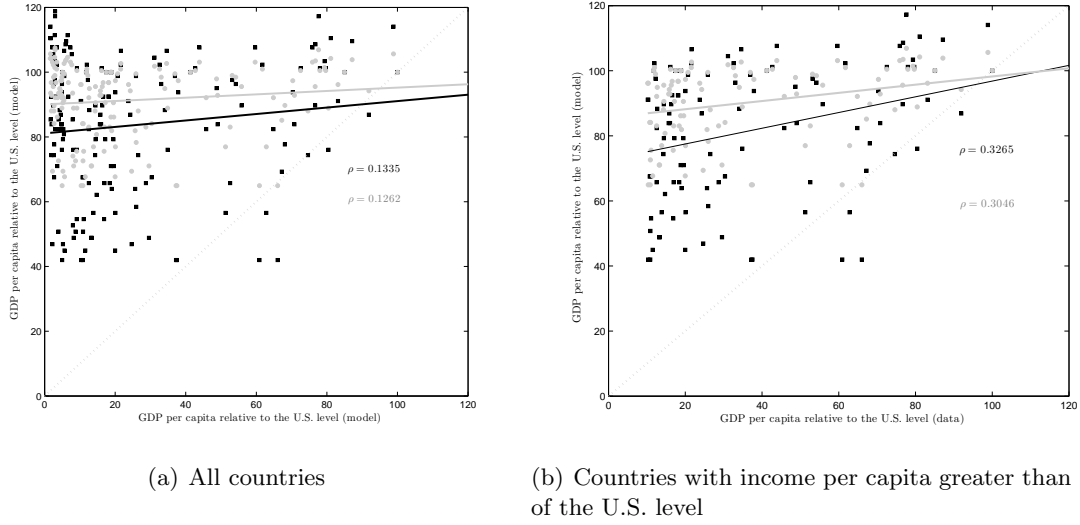 120
100
80
60
40
20
0
GDP per capita relative to the U.S. level (model)
ρ = 0.1335
ρ = 0.1262
0 20 40 60 80 100 120
GDP per capita relative to the U.S. level (model)
(a) All countries
120
100
80
60
40
20
0
GDP per capita relative to the U.S. level (model)
ρ = 0.3265
ρ = 0.3046
0 20 40 60 80 100 120
GDP per capita relative to the U.S. level (data)
(b) Countries with income per capita greater than
of the U.S. level